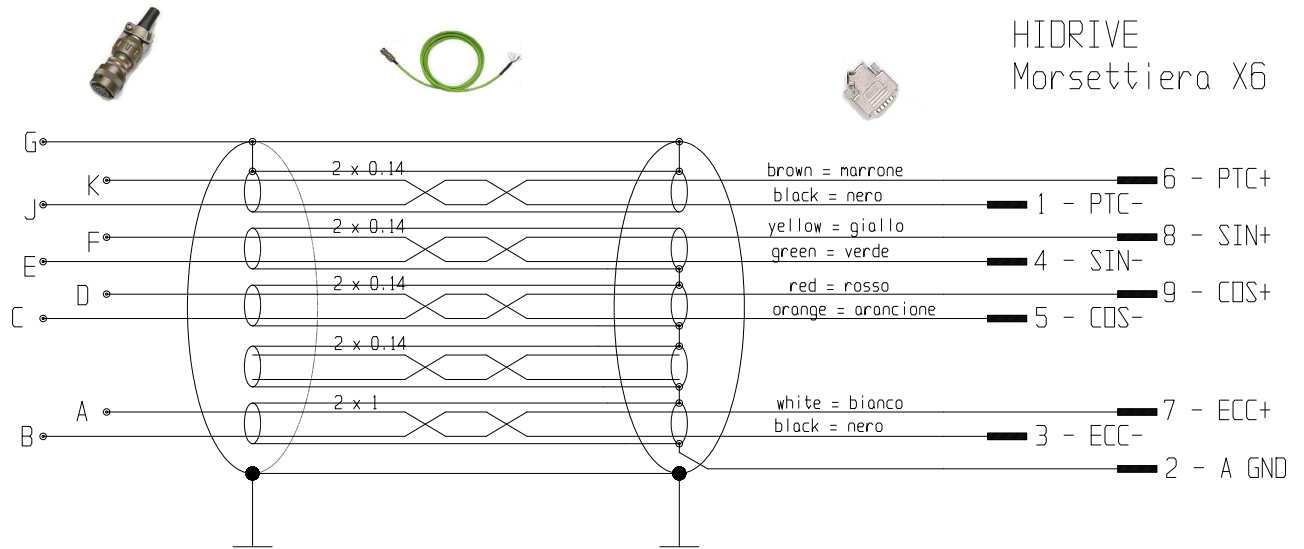 HIDRIVE
Morsettiera X6
G
K 2 x 0.14 brown = marrone 6 - PTC+
J black = nero 1 - PTC-
F 2 x 0.14 yellow = giallo 8 - SIN+
E green = verde 4 - SIN-
D 2 x 0.14 red = rosso 9 - COS+
C orange = arancione 5 - COS-
2 x 0.14
A 2 x 1 white = bianco 7 - ECC+
B black = nero 3 - ECC-
2 - A GND